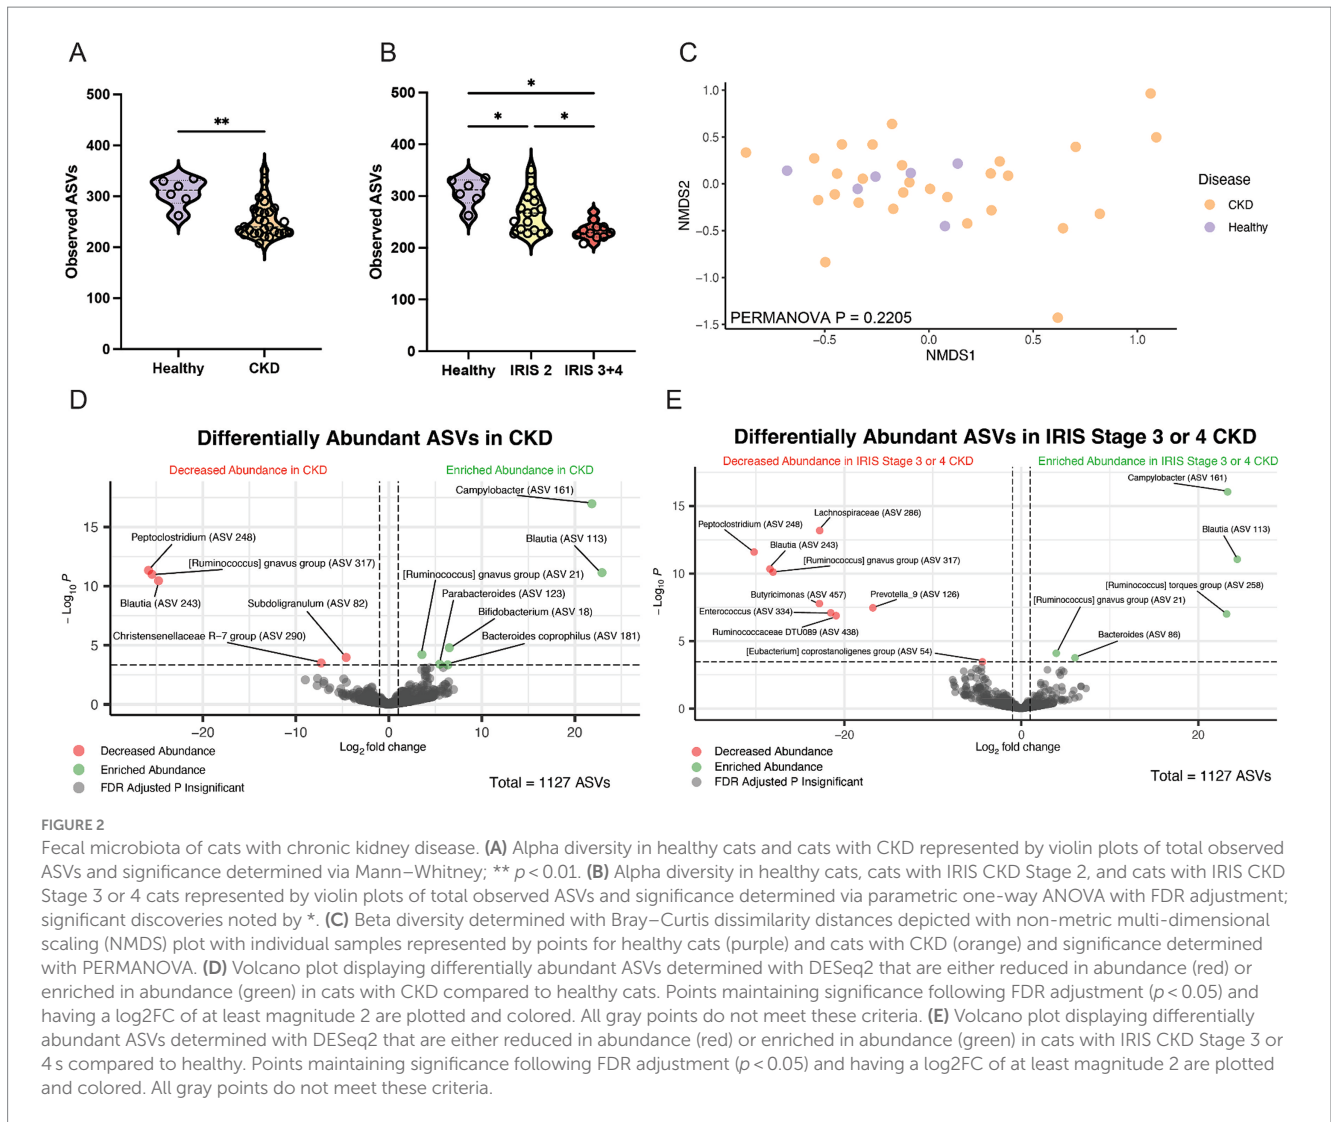 A
Observed ASVs
500
400
300
200
100
0
**
Healthy
CKD
B
Observed ASVs
500
400
300
200
100
0
*
*
*
Healthy
IRIS 2
IRIS 3+4
C
NMDS2
1.0
0.5
0.0
−0.5
−1.0
−1.5
PERMANOVA P = 0.2205
−0.5
0.0
0.5
1.0
NMDS1
Disease
CKD
Healthy
D
Differentially Abundant ASVs in CKD
Decreased Abundance in CKD
Enriched Abundance in CKD
Campylobacter (ASV 161)
Peptoclostridium (ASV 248)
Blautia (ASV 113)
[Ruminococcus] gnavus group (ASV 317)
[Ruminococcus] gnavus group (ASV 21)
Parabacteroides (ASV 123)
Blautia (ASV 243)
Subdoligranulum (ASV 82)
Bifidobacterium (ASV 18)
Christensenellaceae R−7 group (ASV 290)
Bacteroides coprophilus (ASV 181)
− Log10 P
15
10
5
0
−20
−10
0
10
20
Log2 fold change
Decreased Abundance
Enriched Abundance
FDR Adjusted P Insignificant
Total = 1127 ASVs
E
Differentially Abundant ASVs in IRIS Stage 3 or 4 CKD
Decreased Abundance in IRIS Stage 3 or 4 CKD
Enriched Abundance in IRIS Stage 3 or 4 CKD
Campylobacter (ASV 161)
Lachnospiraceae (ASV 286)
Peptoclostridium (ASV 248)
Blautia (ASV 113)
Blautia (ASV 243)
[Ruminococcus] gnavus group (ASV 317)
[Ruminococcus] torques group (ASV 258)
Butyricimonas (ASV 457)
Prevotella_9 (ASV 126)
[Ruminococcus] gnavus group (ASV 21)
Enterococcus (ASV 334)
Ruminococcaceae DTU089 (ASV 438)
Bacteroides (ASV 86)
[Eubacterium] coprostanoligenes group (ASV 54)
− Log10 P
15
10
5
0
−20
0
20
Log2 fold change
Decreased Abundance
Enriched Abundance
FDR Adjusted P Insignificant
Total = 1127 ASVs
FIGURE 2
Fecal microbiota of cats with chronic kidney disease. (A) Alpha diversity in healthy cats and cats with CKD represented by violin plots of total observed
ASVs and significance determined via Mann–Whitney; ** p < 0.01. (B) Alpha diversity in healthy cats, cats with IRIS CKD Stage 2, and cats with IRIS CKD
Stage 3 or 4 cats represented by violin plots of total observed ASVs and significance determined via parametric one-way ANOVA with FDR adjustment;
significant discoveries noted by *. (C) Beta diversity determined with Bray–Curtis dissimilarity distances depicted with non-metric multi-dimensional
scaling (NMDS) plot with individual samples represented by points for healthy cats (purple) and cats with CKD (orange) and significance determined
with PERMANOVA. (D) Volcano plot displaying differentially abundant ASVs determined with DESeq2 that are either reduced in abundance (red) or
enriched in abundance (green) in cats with CKD compared to healthy cats. Points maintaining significance following FDR adjustment (p < 0.05) and
having a log2FC of at least magnitude 2 are plotted and colored. All gray points do not meet these criteria. (E) Volcano plot displaying differentially
abundant ASVs determined with DESeq2 that are either reduced in abundance (red) or enriched in abundance (green) in cats with IRIS CKD Stage 3 or
4 s compared to healthy. Points maintaining significance following FDR adjustment (p < 0.05) and having a log2FC of at least magnitude 2 are plotted
and colored. All gray points do not meet these criteria.